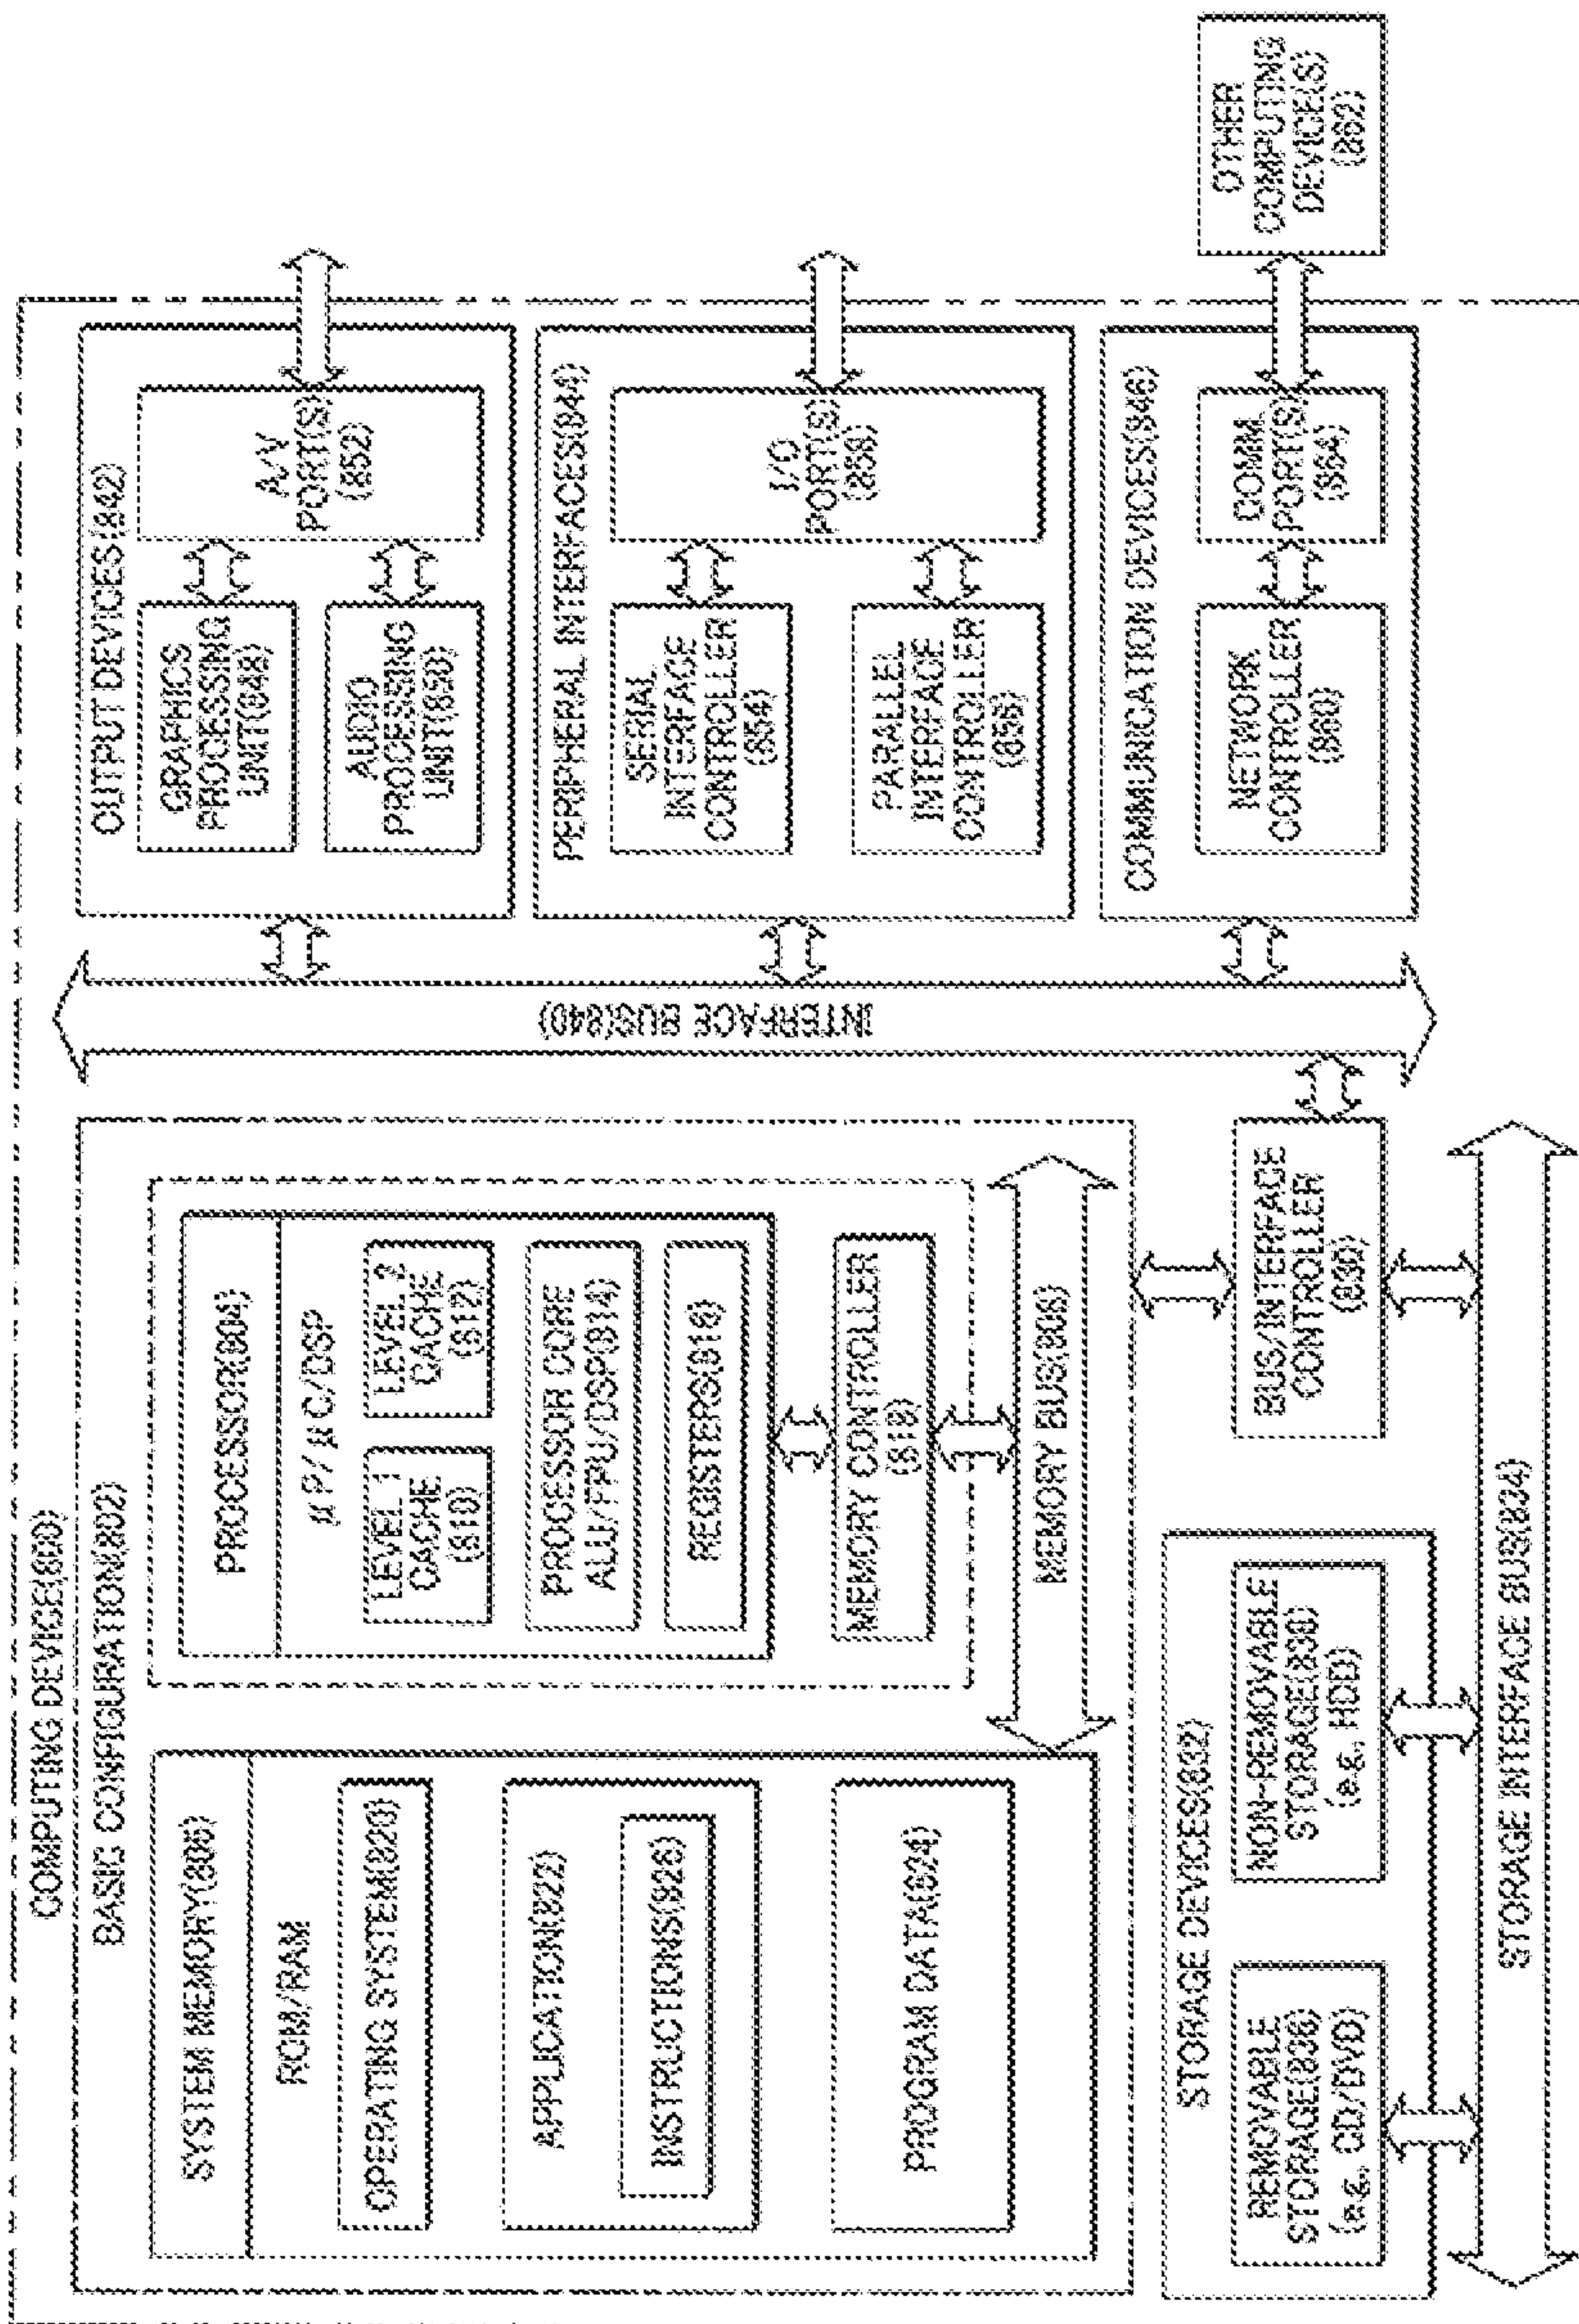 COMPUTING DEVICE(800)
BASIC CONFIGURATION(802)
SYSTEM MEMORY(806)
ROM/RAM
OPERATING SYSTEM(820)
APPLICATION(822)
INSTRUCTIONS(826)
PROGRAM DATA(824)
PROCESSOR(804)
μP/μC/DSP
LEVEL 1
CACHE
(810)
LEVEL 2
CACHE
(812)
PROCESSOR CORE
ALU/FPU/DSP(814)
REGISTERS(816)
MEMORY CONTROLLER
(818)
MEMORY BUS(808)
BUS/INTERFACE
CONTROLLER
(830)
STORAGE DEVICES(832)
REMOVABLE
STORAGE(836)
(e.g., CD/DVD)
NON-REMOVABLE
STORAGE(838)
(e.g., HDD)
STORAGE INTERFACE BUS(834)
INTERFACE BUS(840)
OUTPUT DEVICES(842)
GRAPHICS
PROCESSING
UNIT(848)
AUDIO
PROCESSING
UNIT(850)
A/V
PORT(S)
(852)
PERIPHERAL INTERFACES(844)
SERIAL
INTERFACE
CONTROLLER
(854)
PARALLEL
INTERFACE
CONTROLLER
(856)
I/O
PORT(S)
(858)
COMMUNICATION DEVICES(846)
NETWORK
CONTROLLER
(860)
COMM.
PORT(S)
(864)
OTHER
COMPUTING
DEVICE(S)
(862)